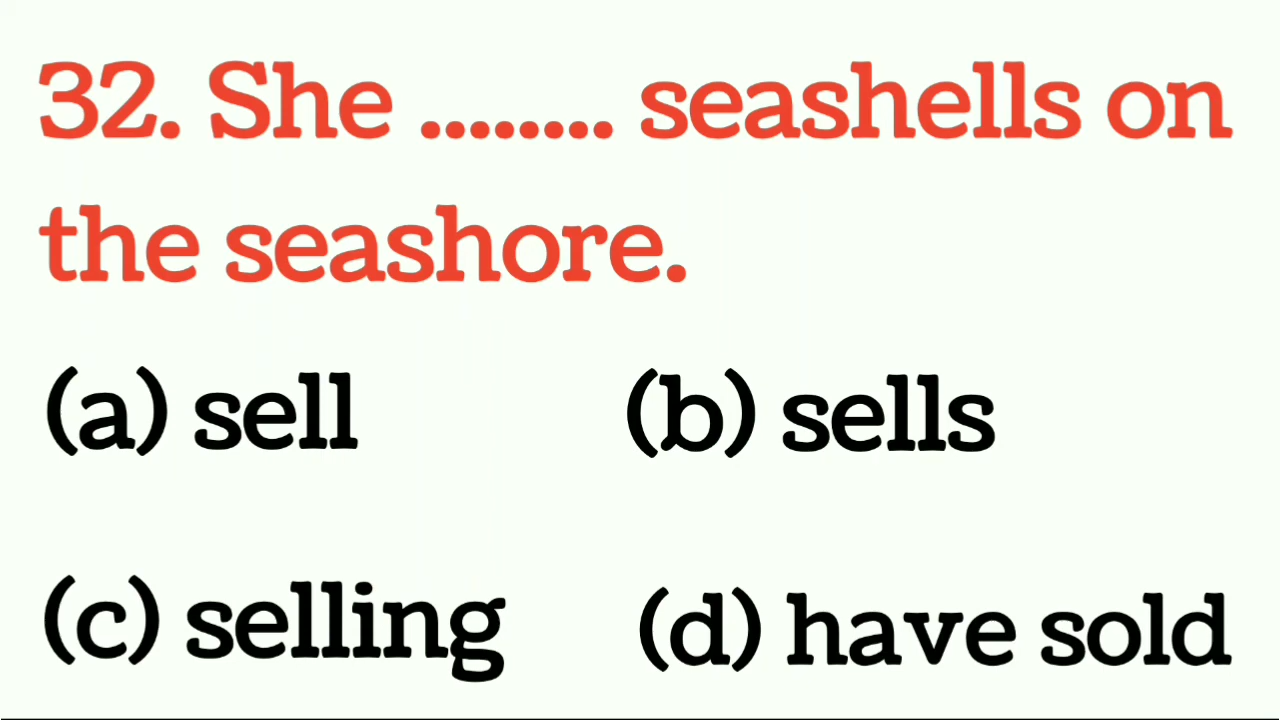 32. She ........ seashells on
the seashore.
(a) sell (b) sells
(c) selling (d) have sold